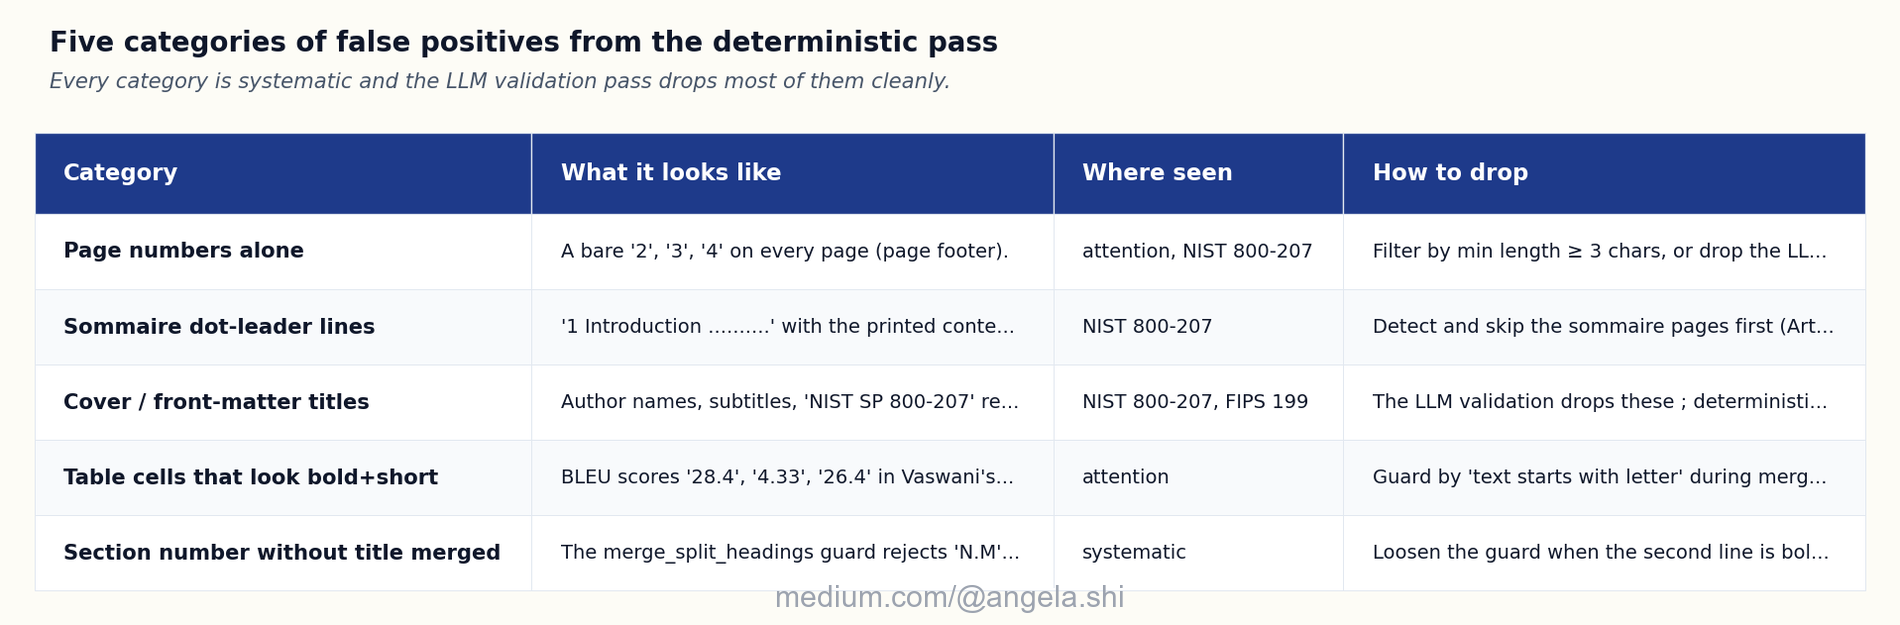 Five categories of false positives from the deterministic pass
Every category is systematic and the LLM validation pass drops most of them cleanly.
Category What it looks like Where seen How to drop
Page numbers alone A bare '2', '3', '4' on every page (page footer). attention, NIST 800-207 Filter by min length ≥ 3 chars, or drop the LL...
Sommaire dot-leader lines '1 Introduction ..........' with the printed conte... NIST 800-207 Detect and skip the sommaire pages first (Art...
Cover / front-matter titles Author names, subtitles, 'NIST SP 800-207' re... NIST 800-207, FIPS 199 The LLM validation drops these ; deterministi...
Table cells that look bold+short BLEU scores '28.4', '4.33', '26.4' in Vaswani's... attention Guard by 'text starts with letter' during merg...
Section number without title merged The merge_split_headings guard rejects 'N.M'... systematic Loosen the guard when the second line is bol...
medium.com/@angela.shi